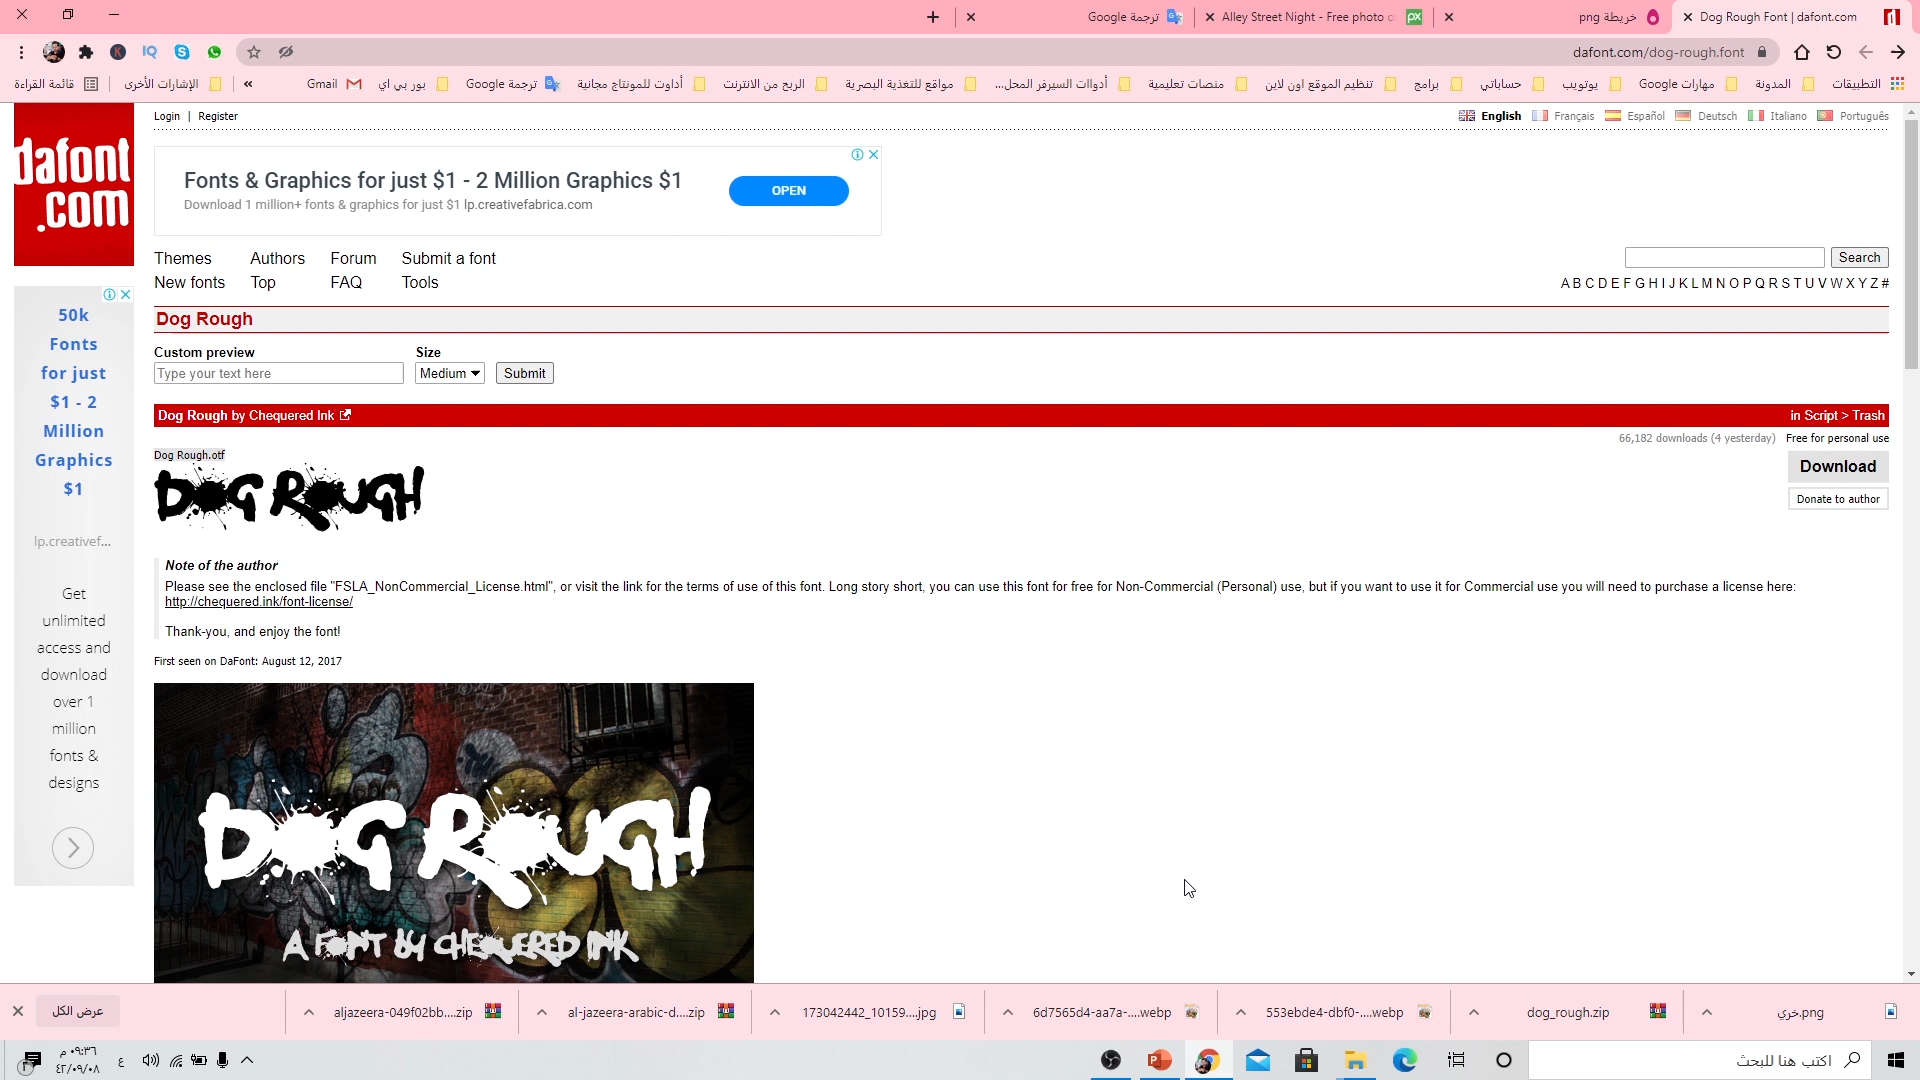 Dog Rough Font | dafont.com
خريطة png
Alley Street Night - Free photo o
ترجمة Google
dafont.com/dog-rough.font
التطبيقات
المدونة
مهارات Google
يوتويب
حساباتي
برامج
تنظيم الموقع اون لاين
منصات تعليمية
أدوالات السيرفر المحل...
مواقع للتغذية البصرية
الربح من الانترنت
أداوت للمونتاج مجانية
ترجمة Google
بور بي اي
Gmail
الإشارات الأخرى
قائمة القراءة
dafont
.com
Login | Register
English Français Español Deutsch Italiano Português
Fonts & Graphics for just $1 - 2 Million Graphics $1
Download 1 million+ fonts & graphics for just $1 lp.creativefabrica.com
OPEN
Themes Authors Forum Submit a font
New fonts Top FAQ Tools
Search
A B C D E F G H I J K L M N O P Q R S T U V W X Y Z #
50k
Fonts
for just
$1 - 2
Million
Graphics
$1
lp.creativef...
Get
unlimited
access and
download
over 1
million
fonts &
designs
Dog Rough
Custom preview Size
Type your text here Medium Submit
Dog Rough by Chequered Ink
in Script > Trash
66,182 downloads (4 yesterday) Free for personal use
Dog Rough.otf
DOG ROUGH
Download
Donate to author
Note of the author
Please see the enclosed file "FSLA_NonCommercial_License.html", or visit the link for the terms of use of this font. Long story short, you can use this font for free for Non-Commercial (Personal) use, but if you want to use it for Commercial use you will need to purchase a license here:
http://chequered.ink/font-license/
Thank-you, and enjoy the font!
First seen on DaFont: August 12, 2017
DOG ROUGH
A FONT BY CHEQUERED INK
خري.png
dog_rough.zip
553ebde4-dbf0-....webp
6d7565d4-aa7a-....webp
173042442_10159....jpg
al-jazeera-arabic-d....zip
aljazeera-049f02bb....zip
عرض الكل
اكتب هنا للبحث
ع
٠٩:٣٦ م
٤٢/٠٩/٠٨